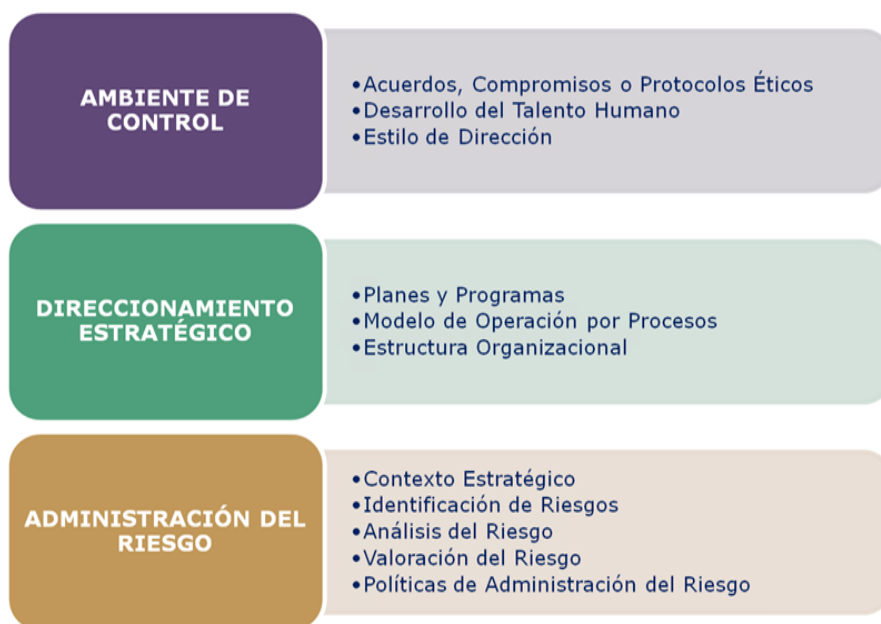 AMBIENTE DE
CONTROL
•Acuerdos, Compromisos o Protocolos Éticos
•Desarrollo del Talento Humano
•Estilo de Dirección
DIRECCIONAMIENTO
ESTRATÉGICO
•Planes y Programas
•Modelo de Operación por Procesos
•Estructura Organizacional
ADMINISTRACIÓN DEL
RIESGO
•Contexto Estratégico
•Identificación de Riesgos
•Análisis del Riesgo
•Valoración del Riesgo
•Políticas de Administración del Riesgo